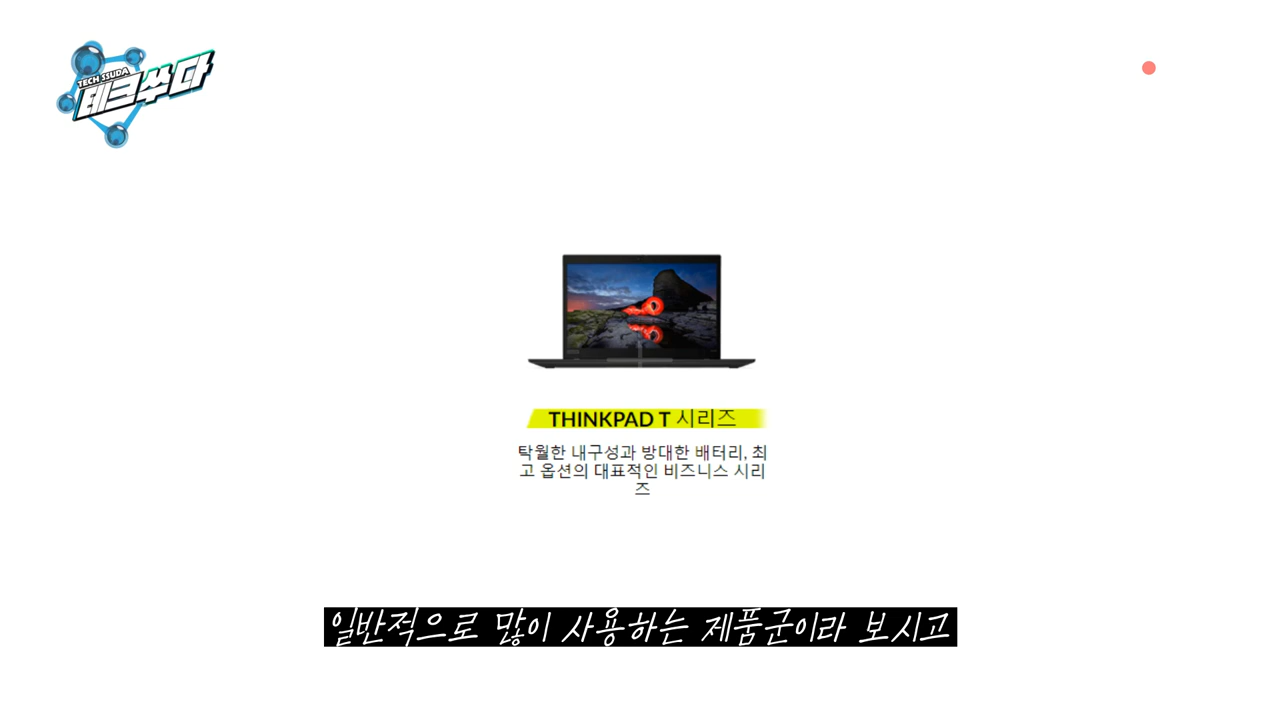 TECH SSUDA
테크쑤다
THINKPAD T 시리즈
탁월한 내구성과 방대한 배터리, 최
고 옵션의 대표적인 비즈니스 시리
즈
일반적으로 많이 사용하는 제품군이라 보시고